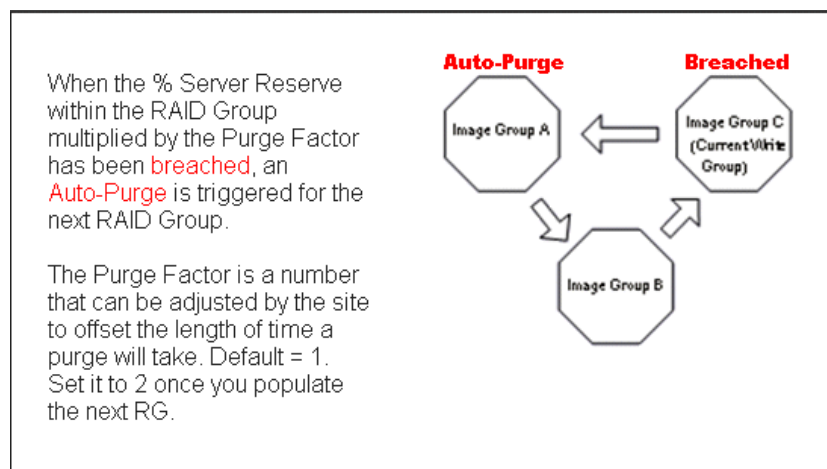 When the % Server Reserve
within the RAID Group
multiplied by the Purge Factor
has been breached, an
Auto-Purge is triggered for the
next RAID Group.
The Purge Factor is a number
that can be adjusted by the site
to offset the length of time a
purge will take. Default = 1.
Set it to 2 once you populate
the next RG.
Auto-Purge
Breached
Image Group A
Image Group C
(Current Write
Group)
Image Group B